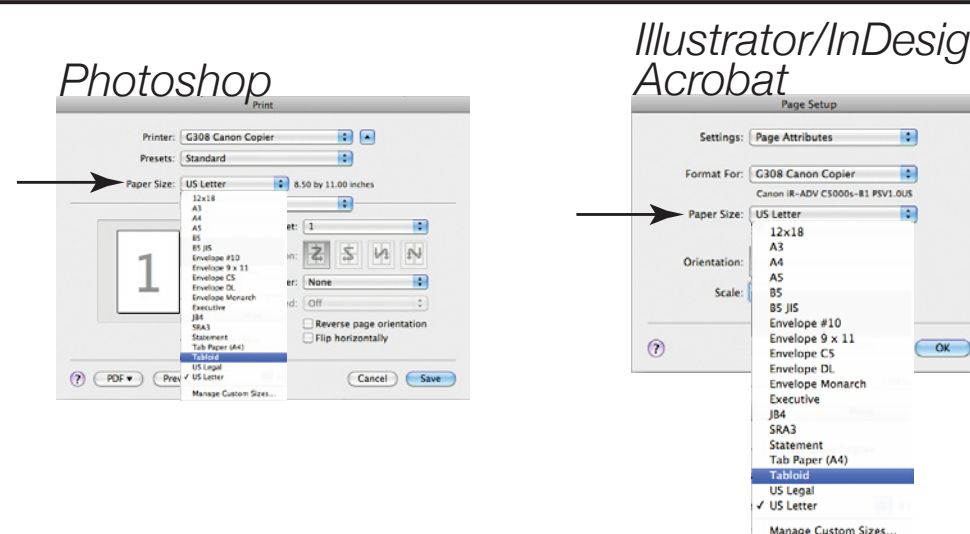 Photoshop
Print
Printer: G308 Canon Copier
Presets: Standard
Paper Size: US Letter 8.50 by 11.00 inches
12x18
A3
A4
A5
B5
B5 JIS
Envelope #10
Envelope 9 x 11
Envelope C5
Envelope DL
Envelope Monarch
Executive
JB4
SRA3
Statement
Tab Paper (A4)
Tabloid
US Legal
✓ US Letter
Manage Custom Sizes...
et: 1
on:
er: None
ed: Off
Reverse page orientation
Flip horizontally
1
? PDF▾ Prev Cancel Save
Illustrator/InDesig
Acrobat
Page Setup
Settings: Page Attributes
Format For: G308 Canon Copier
Canon iR-ADV C5000s-B1 PSV1.0US
Paper Size: US Letter
Orientation:
Scale:
12x18
A3
A4
A5
B5
B5 JIS
Envelope #10
Envelope 9 x 11
Envelope C5
Envelope DL
Envelope Monarch
Executive
JB4
SRA3
Statement
Tab Paper (A4)
Tabloid
US Legal
✓ US Letter
Manage Custom Sizes...
? OK